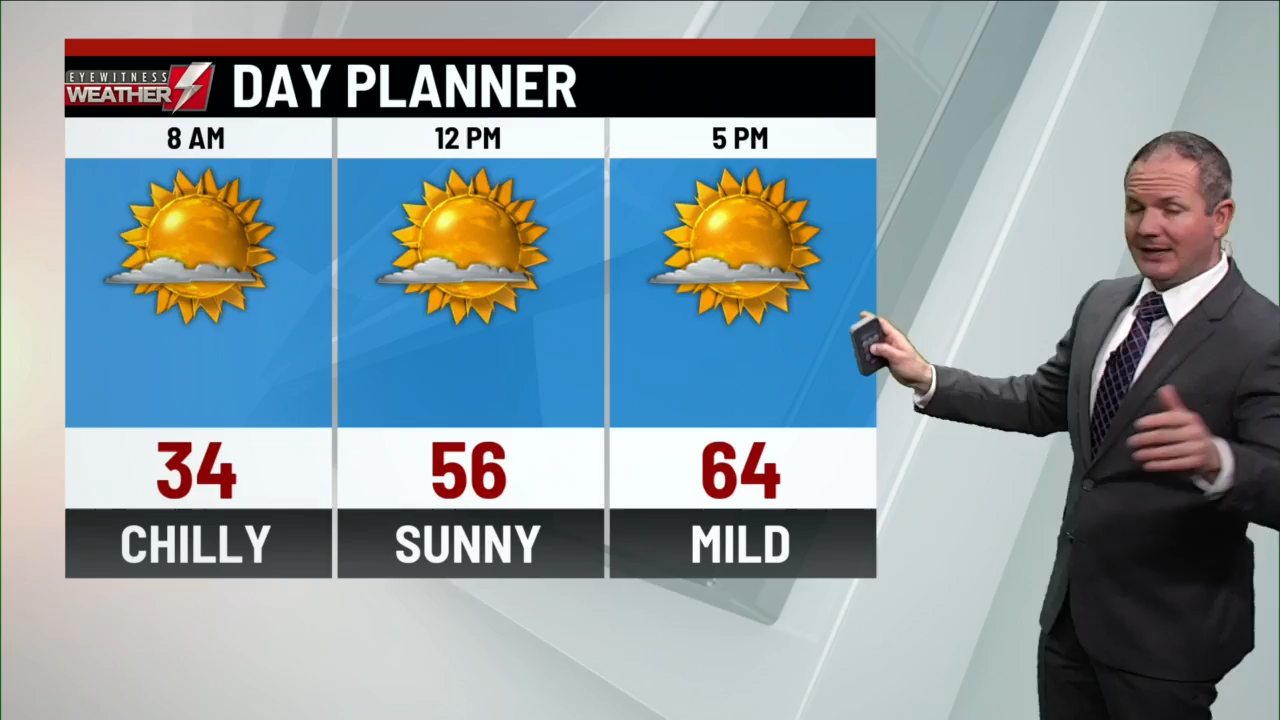 EYEWITNESS
WEATHER
DAY PLANNER
8 AM
12 PM
5 PM
34
56
64
CHILLY
SUNNY
MILD